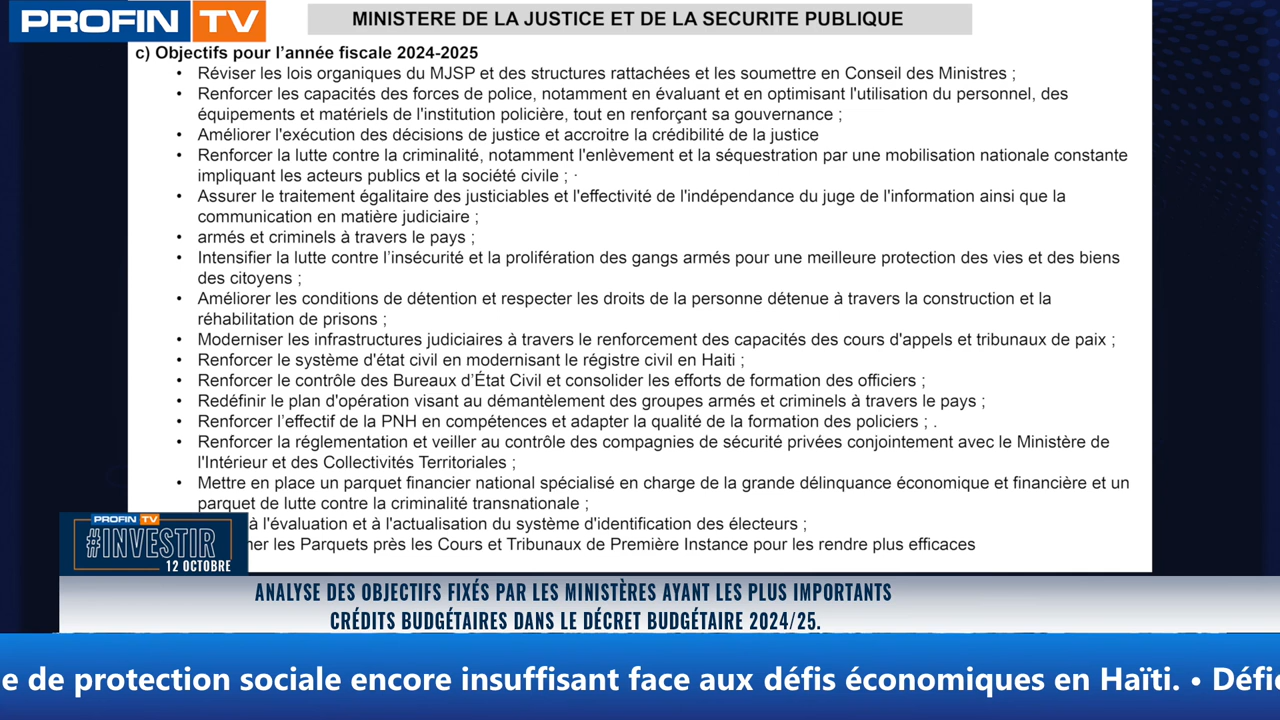 PROFIN TV
MINISTERE DE LA JUSTICE ET DE LA SECURITE PUBLIQUE
c) Objectifs pour l’année fiscale 2024-2025
• Réviser les lois organiques du MJSP et des structures rattachées et les soumettre en Conseil des Ministres ;
• Renforcer les capacités des forces de police, notamment en évaluant et en optimisant l'utilisation du personnel, des
équipements et matériels de l'institution policière, tout en renforçant sa gouvernance ;
• Améliorer l'exécution des décisions de justice et accroitre la crédibilité de la justice
• Renforcer la lutte contre la criminalité, notamment l'enlèvement et la séquestration par une mobilisation nationale constante
impliquant les acteurs publics et la société civile ; ·
• Assurer le traitement égalitaire des justiciables et l'effectivité de l'indépendance du juge de l'information ainsi que la
communication en matière judiciaire ;
• armés et criminels à travers le pays ;
• Intensifier la lutte contre l’insécurité et la prolifération des gangs armés pour une meilleure protection des vies et des biens
des citoyens ;
• Améliorer les conditions de détention et respecter les droits de la personne détenue à travers la construction et la
réhabilitation de prisons ;
• Moderniser les infrastructures judiciaires à travers le renforcement des capacités des cours d'appels et tribunaux de paix ;
• Renforcer le système d'état civil en modernisant le régistre civil en Haiti ;
• Renforcer le contrôle des Bureaux d’État Civil et consolider les efforts de formation des officiers ;
• Redéfinir le plan d'opération visant au démantèlement des groupes armés et criminels à travers le pays ;
• Renforcer l’effectif de la PNH en compétences et adapter la qualité de la formation des policiers ; .
• Renforcer la réglementation et veiller au contrôle des compagnies de sécurité privées conjointement avec le Ministère de
l'Intérieur et des Collectivités Territoriales ;
• Mettre en place un parquet financier national spécialisé en charge de la grande délinquance économique et financière et un
parquet de lutte contre la criminalité transnationale ;
à l'évaluation et à l'actualisation du système d'identification des électeurs ;
les Parquets près les Cours et Tribunaux de Première Instance pour les rendre plus efficaces
PROFIN TV
#INVESTIR
12 OCTOBRE
ANALYSE DES OBJECTIFS FIXÉS PAR LES MINISTÈRES AYANT LES PLUS IMPORTANTS
CRÉDITS BUDGÉTAIRES DANS LE DÉCRET BUDGÉTAIRE 2024/25.
e de protection sociale encore insuffisant face aux défis économiques en Haïti. • Défi